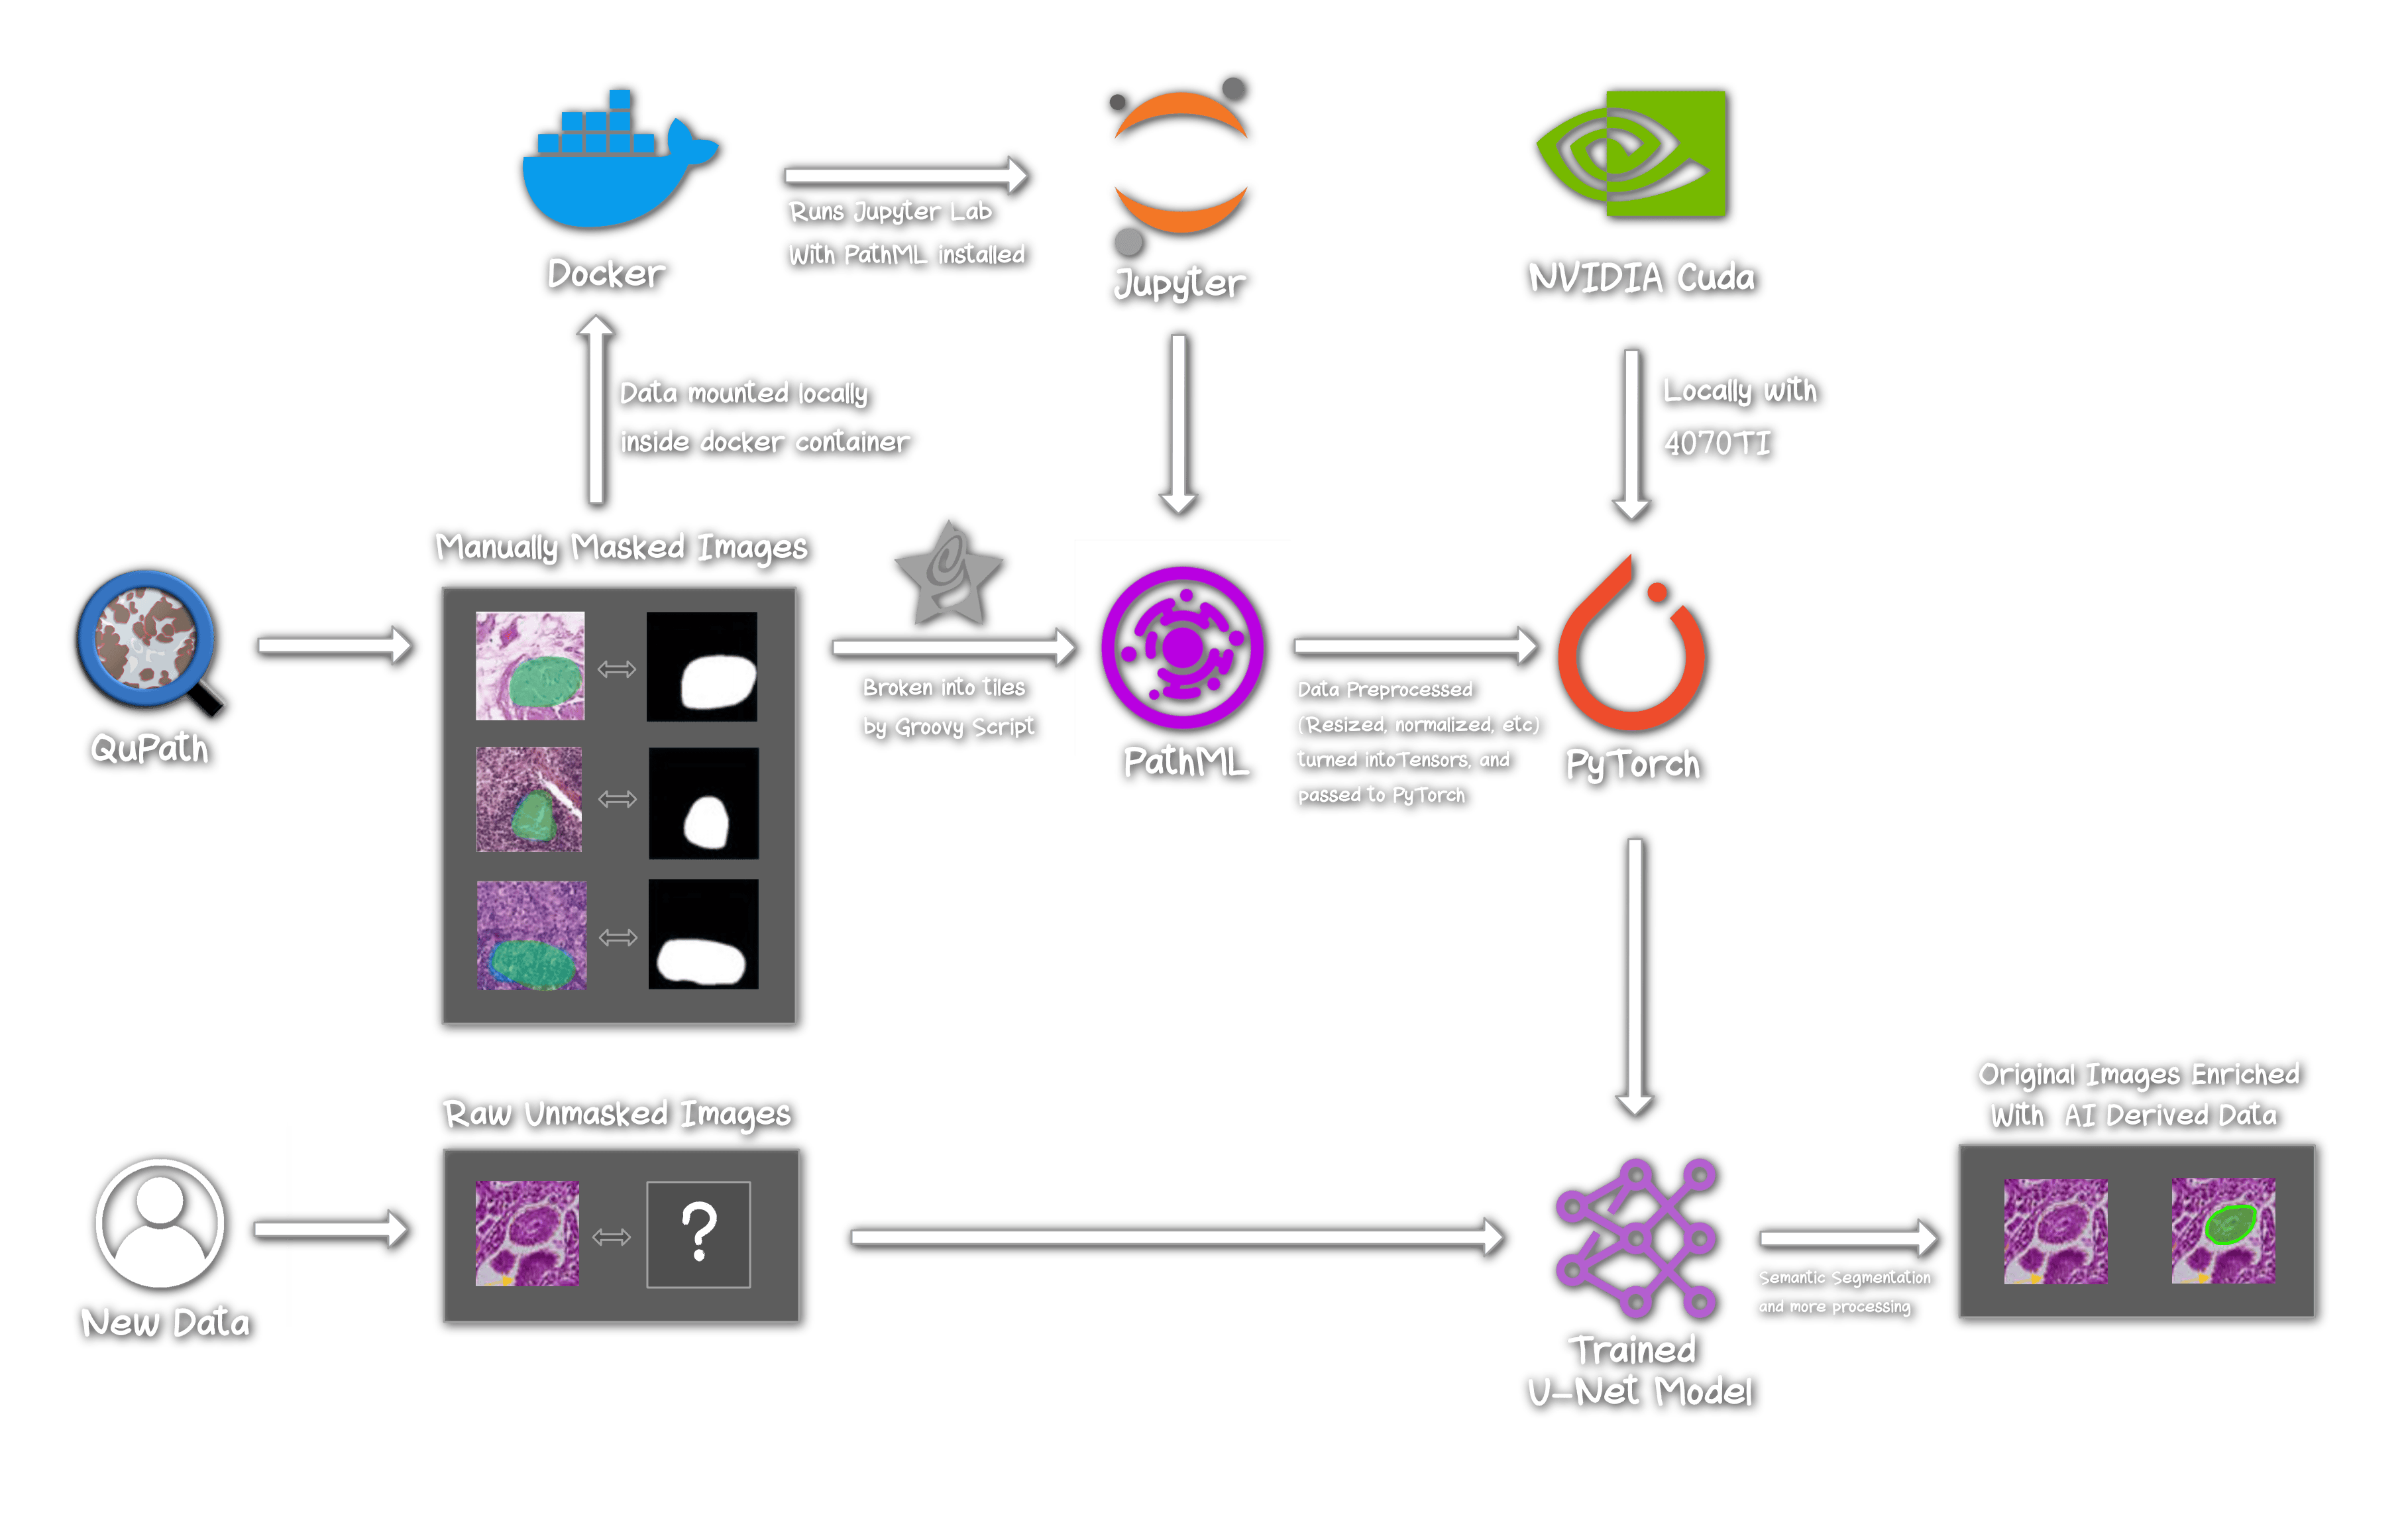 Docker
Runs Jupyter Lab
With PathML installed
Jupyter
NVIDIA Cuda
Data mounted locally
inside docker container
Locally with
4070TI
Manually Masked Images
QuPath
Broken into tiles
by Groovy Script
PathML
Data Preprocessed
(Resized, normalized, etc)
turned intoTensors, and
passed to PyTorch
PyTorch
Raw Unmasked Images
?
New Data
Trained
U-Net Model
Semantic Segmentation
and more processing
Original Images Enriched
With AI Derived Data